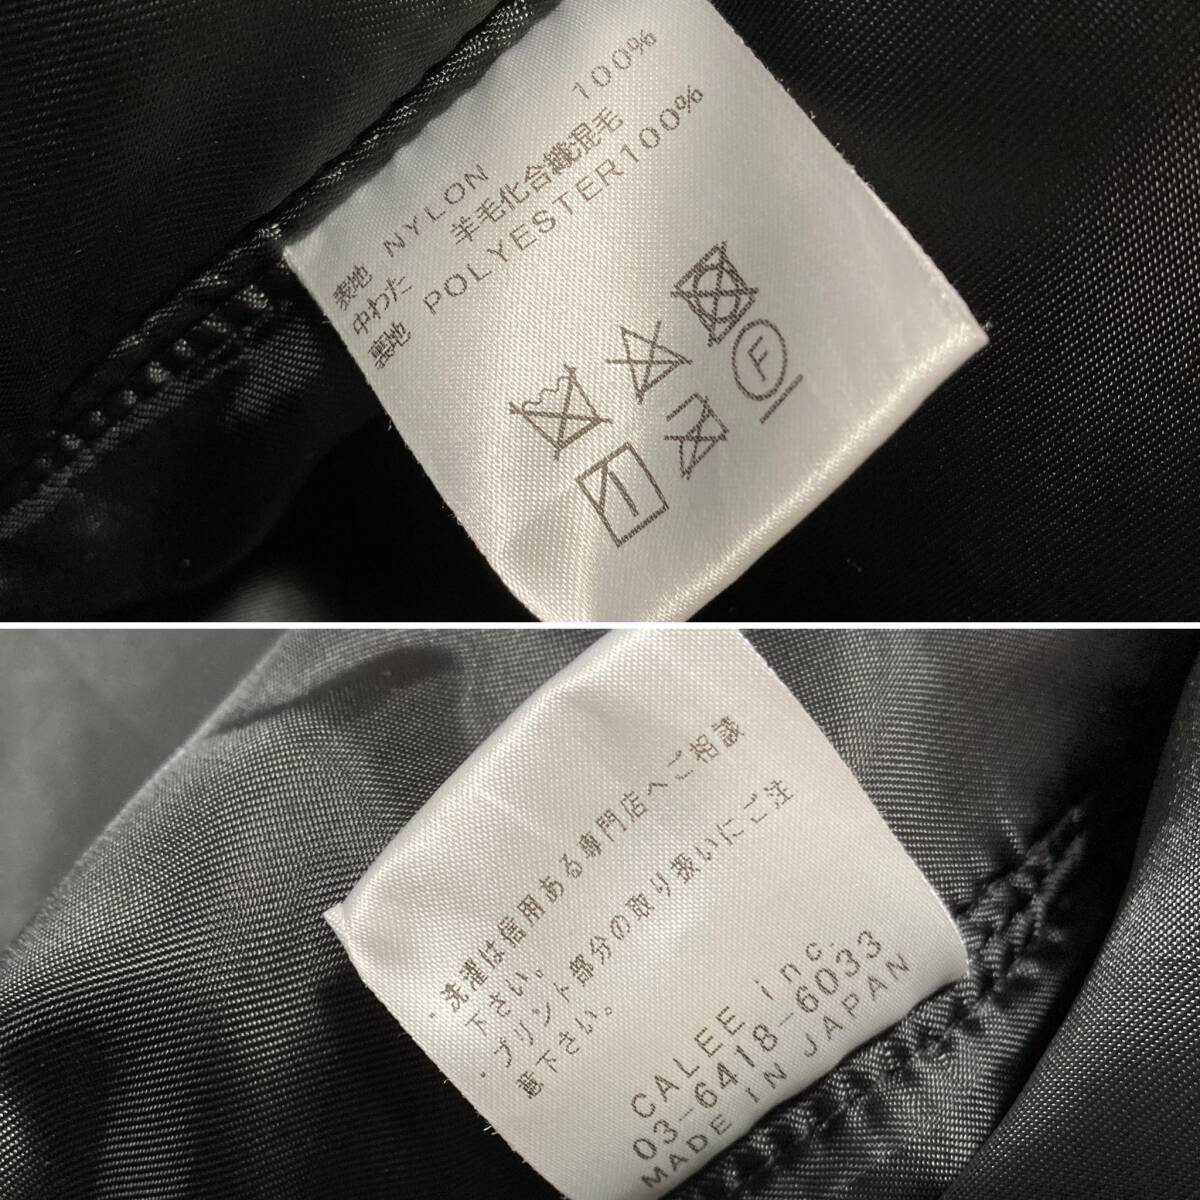 表地 NYLON 100%
中わた 羊毛化合繊混毛
裏地 POLYESTER100%
F
・洗濯は信用ある専門店へご相談
下さい。
・プリント部分の取り扱いにご注
意下さい。
CALEE inc.
03-6418-6033
MADE IN JAPAN